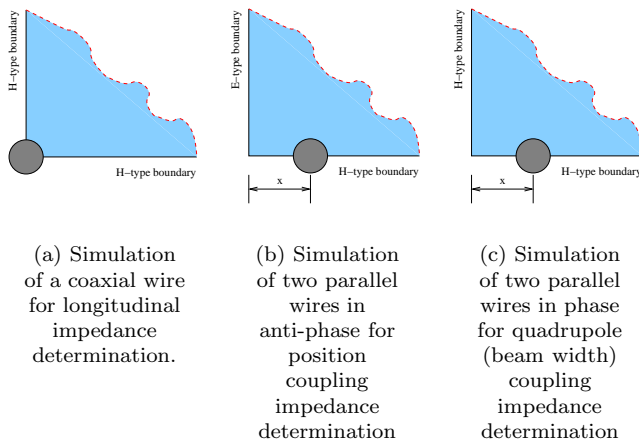 H-type boundary
H-type boundary
E-type boundary
H-type boundary
x
H-type boundary
H-type boundary
x
(a) Simulation
of a coaxial wire
for longitudinal
impedance
determination.
(b) Simulation
of two parallel
wires in
anti-phase for
position
coupling
impedance
determination
(c) Simulation
of two parallel
wires in phase
for quadrupole
(beam width)
coupling
impedance
determination